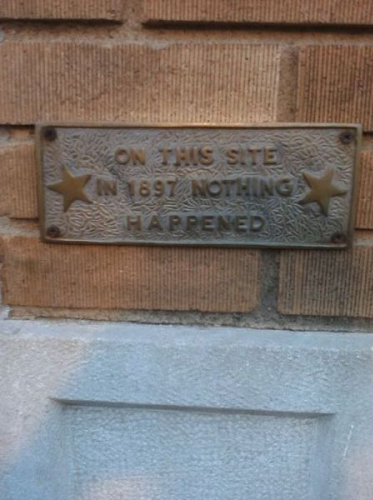 ON THIS SITE
IN 1897 NOTHING
HAPPENED